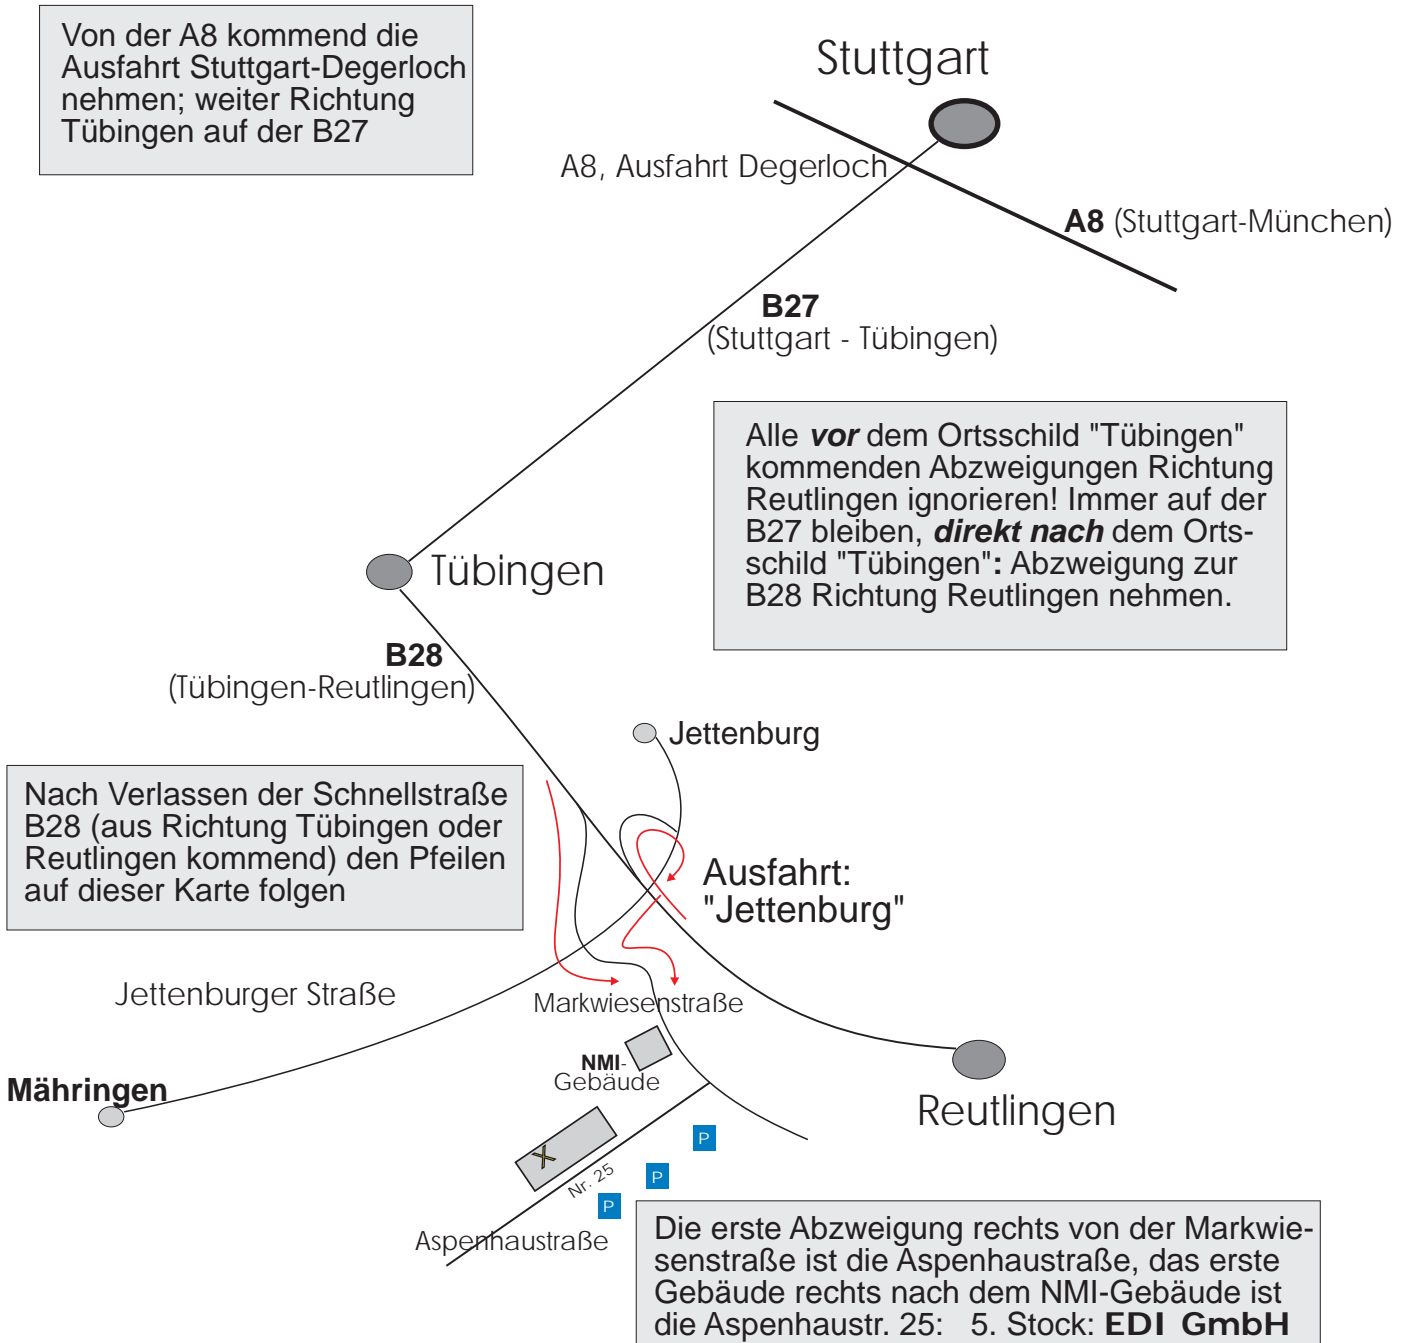 Von der A8 kommend die
Ausfahrt Stuttgart-Degerloch
nehmen; weiter Richtung
Tübingen auf der B27
Stuttgart
A8, Ausfahrt Degerloch
A8 (Stuttgart-München)
B27
(Stuttgart - Tübingen)
Alle vor dem Ortsschild "Tübingen"
kommenden Abzweigungen Richtung
Reutlingen ignorieren! Immer auf der
B27 bleiben, direkt nach dem Orts-
schild "Tübingen": Abzweigung zur
B28 Richtung Reutlingen nehmen.
Tübingen
B28
(Tübingen-Reutlingen)
Jettenburg
Nach Verlassen der Schnellstraße
B28 (aus Richtung Tübingen oder
Reutlingen kommend) den Pfeilen
auf dieser Karte folgen
Ausfahrt:
"Jettenburg"
Jettenburger Straße
Markwiesenstraße
NMI-
Gebäude
Mähringen
Reutlingen
X
Nr. 25
P
P
P
Aspenhaustraße
Die erste Abzweigung rechts von der Markwie-
senstraße ist die Aspenhaustraße, das erste
Gebäude rechts nach dem NMI-Gebäude ist
die Aspenhaustr. 25: 5. Stock: EDI GmbH